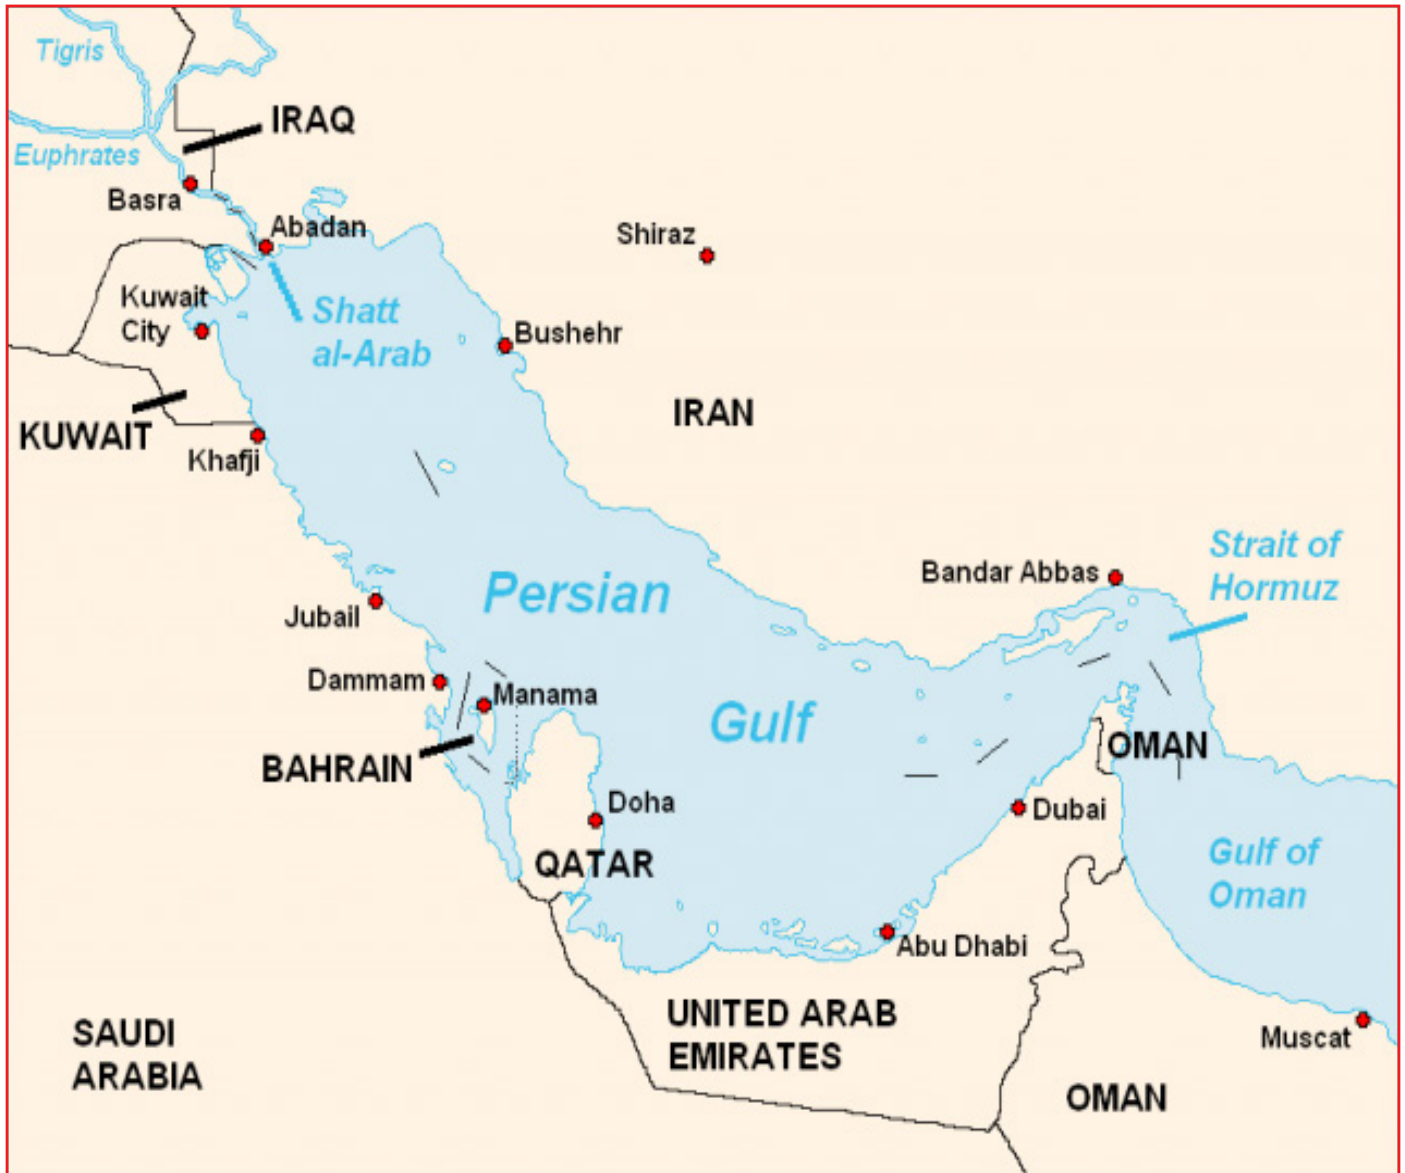 Tigris
IRAQ
Euphrates
Basra
Abadan
Shiraz
Kuwait
City
Shatt
al-Arab
Bushehr
IRAN
KUWAIT
Khafji
Strait of
Hormuz
Bandar Abbas
Persian
Jubail
Dammam
Manama
Gulf
OMAN
BAHRAIN
Doha
Dubai
QATAR
Gulf of
Oman
Abu Dhabi
UNITED ARAB
EMIRATES
SAUDI
ARABIA
Muscat
OMAN